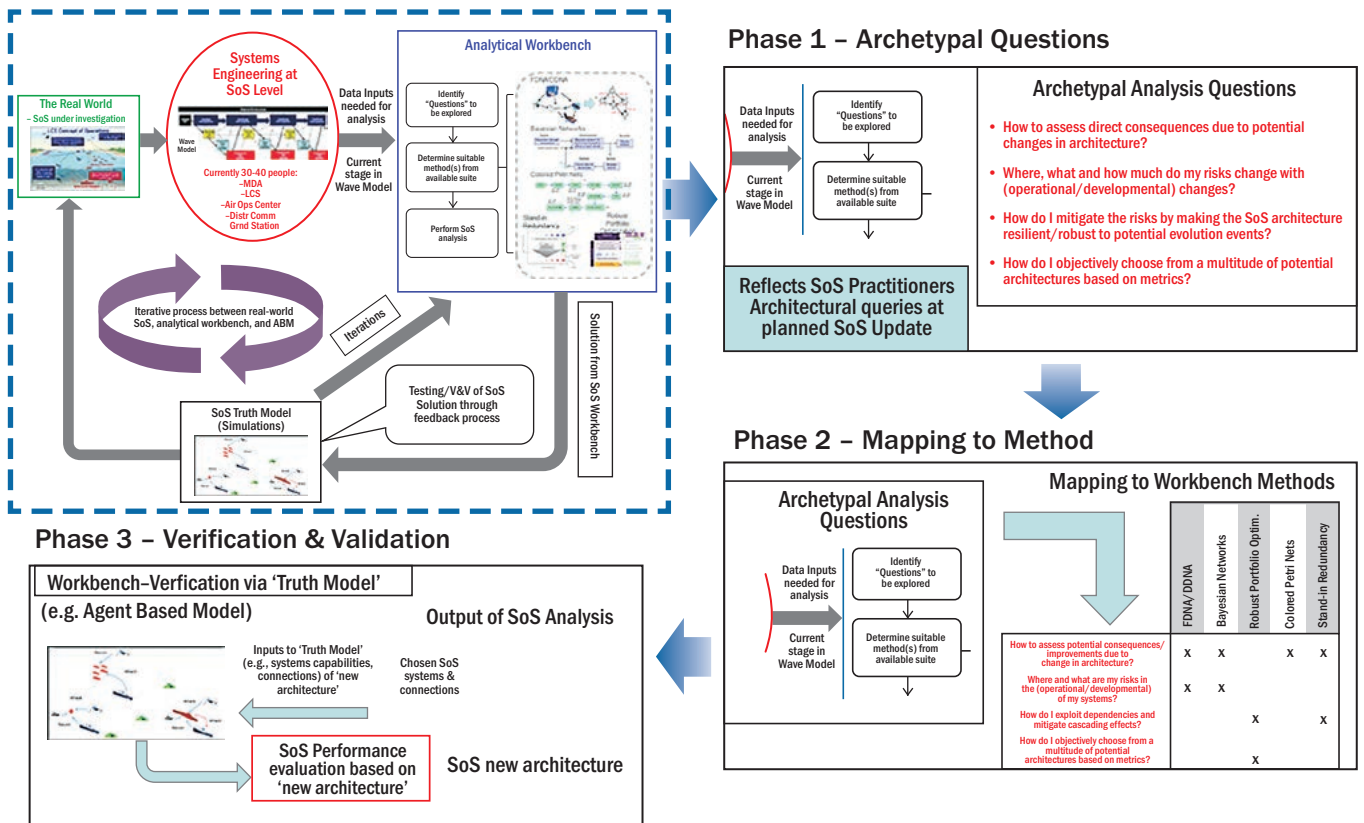 Systems
Engineering at
SoS Level
Wave
Model
Currently 30-40 people:
–MDA
–LCS
–Air Ops Center
–Distr Comm
Grnd Station
The Real World
– SoS under investigation
LCS Concept of Operations
Data Inputs
needed for
analysis
Current
stage in
Wave Model
Analytical Workbench
Identify
“Questions” to
be explored
Determine suitable
method(s) from
available suite
Perform SoS
analysis
FDNA/DDNA
Bayesian Networks
Colored Petri Nets
Stand-in
Redundancy
Robust
Portfolio
Iterative process between real-world
SoS, analytical workbench, and ABM
Iterations
Solution from SoS Workbench
Testing/V&V of SoS
Solution through
feedback process
SoS Truth Model
(Simulations)
Phase 1 – Archetypal Questions
Data Inputs
needed for
analysis
Current
stage in
Wave Model
Identify
“Questions” to
be explored
Determine suitable
method(s) from
available suite
Reflects SoS Practitioners
Architectural queries at
planned SoS Update
Archetypal Analysis Questions
• How to assess direct consequences due to potential
changes in architecture?
• Where, what and how much do my risks change with
(operational/developmental) changes?
• How do I mitigate the risks by making the SoS architecture
resilient/robust to potential evolution events?
• How do I objectively choose from a multitude of potential
architectures based on metrics?
Phase 2 – Mapping to Method
Archetypal Analysis
Questions
Data Inputs
needed for
analysis
Current
stage in
Wave Model
Identify
“Questions” to
be explored
Determine suitable
method(s) from
available suite
Mapping to Workbench Methods
FDNA/DDNA
Bayesian Networks
Robust Portfolio Optim.
Colored Petri Nets
Stand-in Redundancy
How to assess potential consequences/
improvements due to
change in architecture?
X X X X
Where and what are my risks in
the (operational/developmental)
of my systems?
X X
How do I exploit dependencies and
mitigate cascading effects?
X X
How do I objectively choose from a
multitude of potential
architectures based on metrics?
X
Phase 3 – Verification & Validation
Workbench–Verfication via ‘Truth Model’
(e.g. Agent Based Model)
Output of SoS Analysis
Inputs to ‘Truth Model’
(e.g., systems capabilities,
connections) of ‘new
architecture’
Chosen SoS
systems &
connections
SoS Performance
evaluation based on
‘new architecture’
SoS new architecture